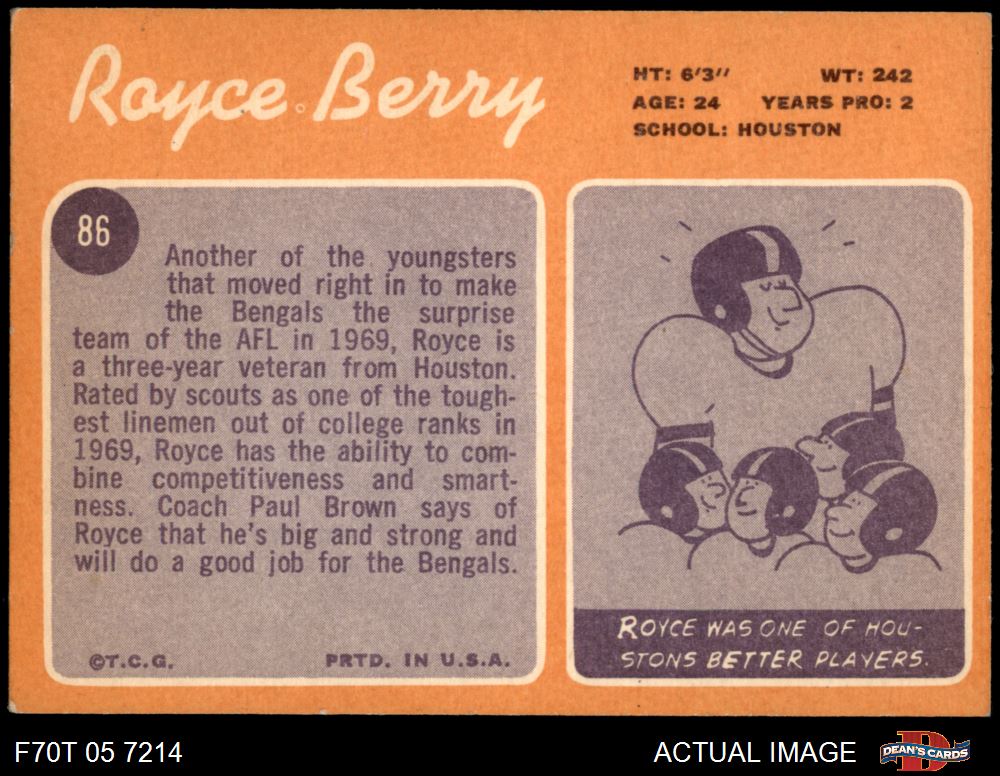 Royce Berry
HT: 6'3" WT: 242
AGE: 24 YEARS PRO: 2
SCHOOL: HOUSTON
86
Another of the youngsters
that moved right in to make
the Bengals the surprise
team of the AFL in 1969, Royce is
a three-year veteran from Houston.
Rated by scouts as one of the tough-
est linemen out of college ranks in
1969, Royce has the ability to com-
bine competitiveness and smart-
ness. Coach Paul Brown says of
Royce that he's big and strong and
will do a good job for the Bengals.
©T.C.G. PRTD. IN U.S.A.
ROYCE WAS ONE OF HOU-
STONS BETTER PLAYERS.
F70T 05 7214
ACTUAL IMAGE
D
DEAN'S CARDS